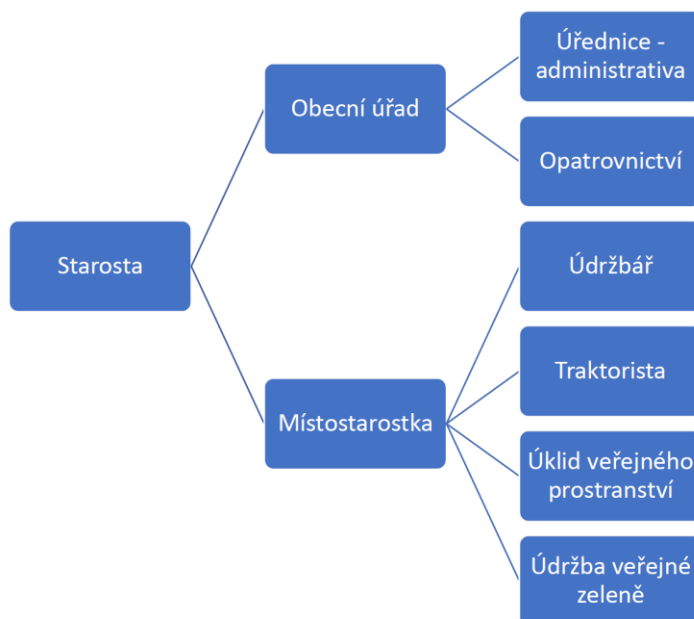 Úřednice -
administrativa
Obecní úřad
Opatrovnictví
Starosta
Údržbář
Traktorista
Místostarostka
Úklid veřejného
prostranství
Údržba veřejné
zeleně